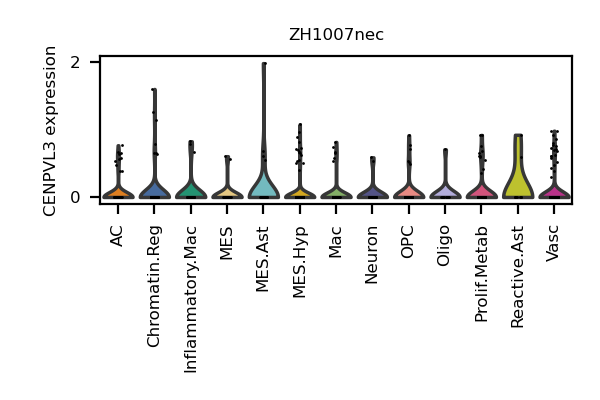 ZH1007nec
CENPVL3 expression
2
0
AC
Chromatin.Reg
Inflammatory.Mac
MES
MES.Ast
MES.Hyp
Mac
Neuron
OPC
Oligo
Prolif.Metab
Reactive.Ast
Vasc